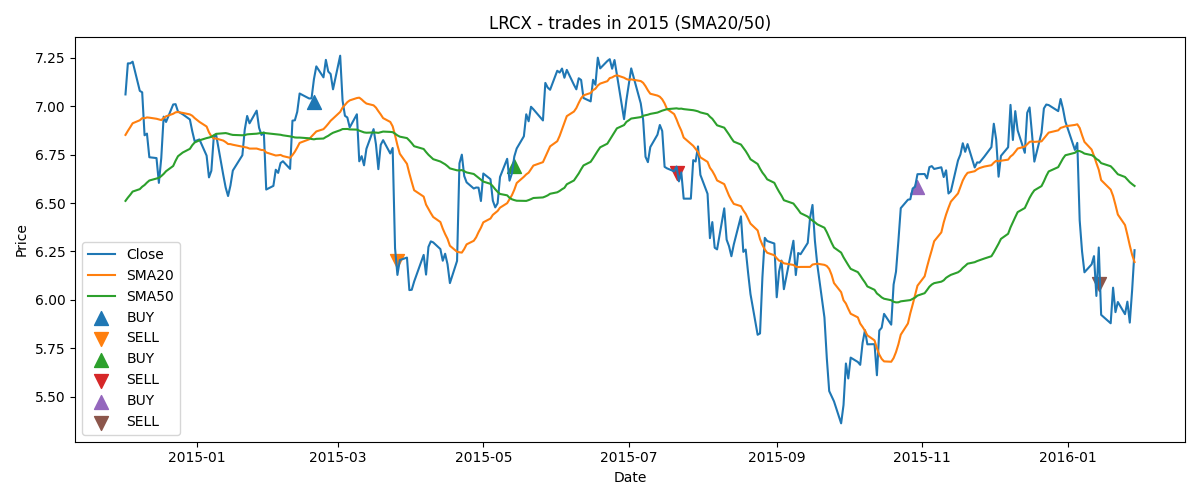 LRCX - trades in 2015 (SMA20/50)
Price
7.25
7.00
6.75
6.50
6.25
6.00
5.75
5.50
Close
SMA20
SMA50
BUY
SELL
BUY
SELL
BUY
SELL
2015-01
2015-03
2015-05
2015-07
2015-09
2015-11
2016-01
Date